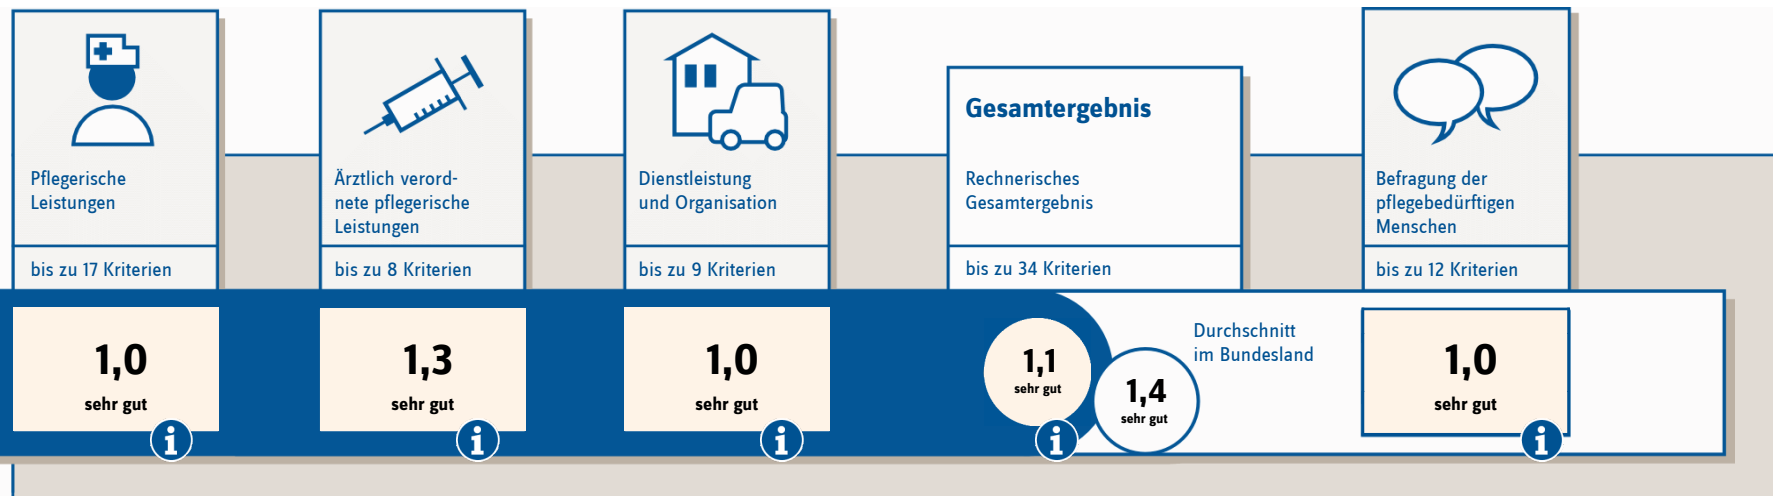 Pflegerische
Leistungen
bis zu 17 Kriterien
1,0
sehr gut
i
Ärztlich verord-
nete pflegerische
Leistungen
bis zu 8 Kriterien
1,3
sehr gut
i
Dienstleistung
und Organisation
bis zu 9 Kriterien
1,0
sehr gut
i
Gesamtergebnis
Rechnerisches
Gesamtergebnis
bis zu 34 Kriterien
1,1
sehr gut
i
1,4
sehr gut
Durchschnitt
im Bundesland
Befragung der
pflegebedürftigen
Menschen
bis zu 12 Kriterien
1,0
sehr gut
i